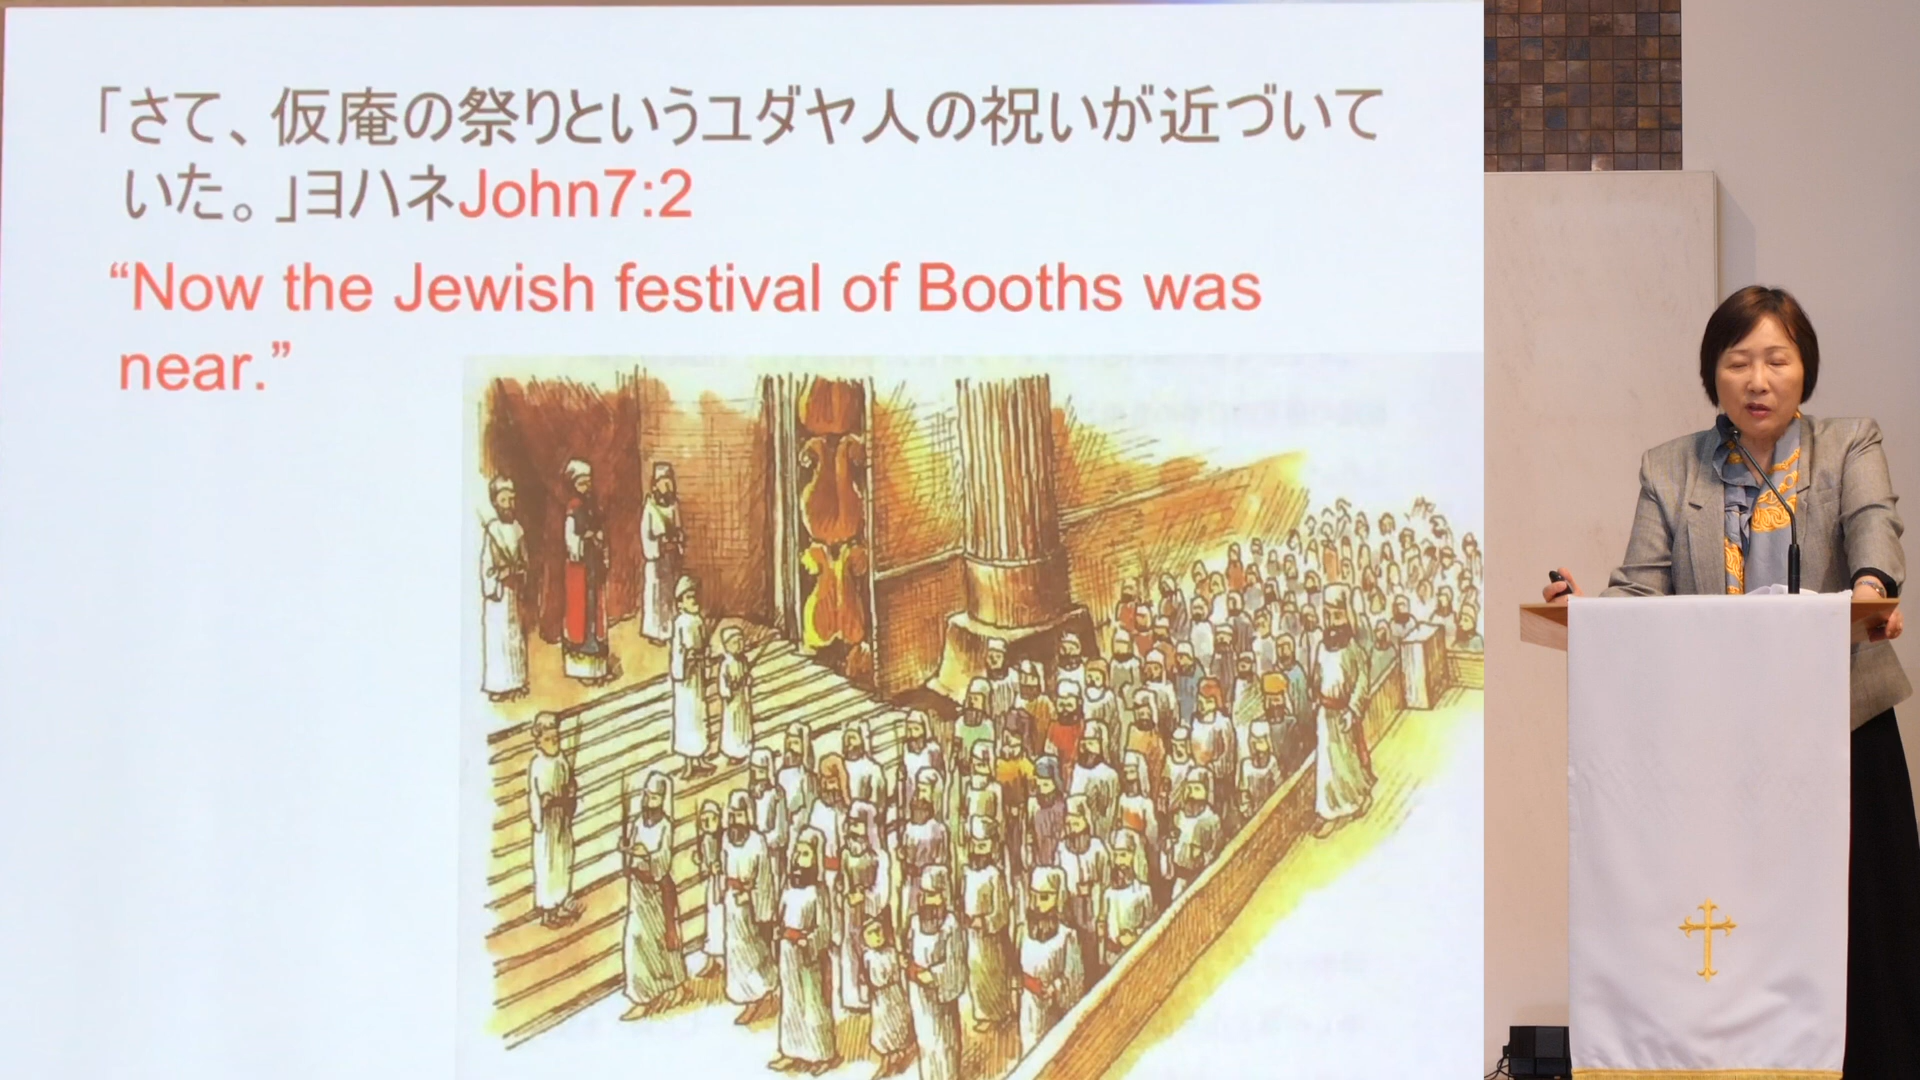 「さて、仮庵の祭りというユダヤ人の祝いが近づいて
いた。」ヨハネJohn7:2
“Now the Jewish festival of Booths was
near.”